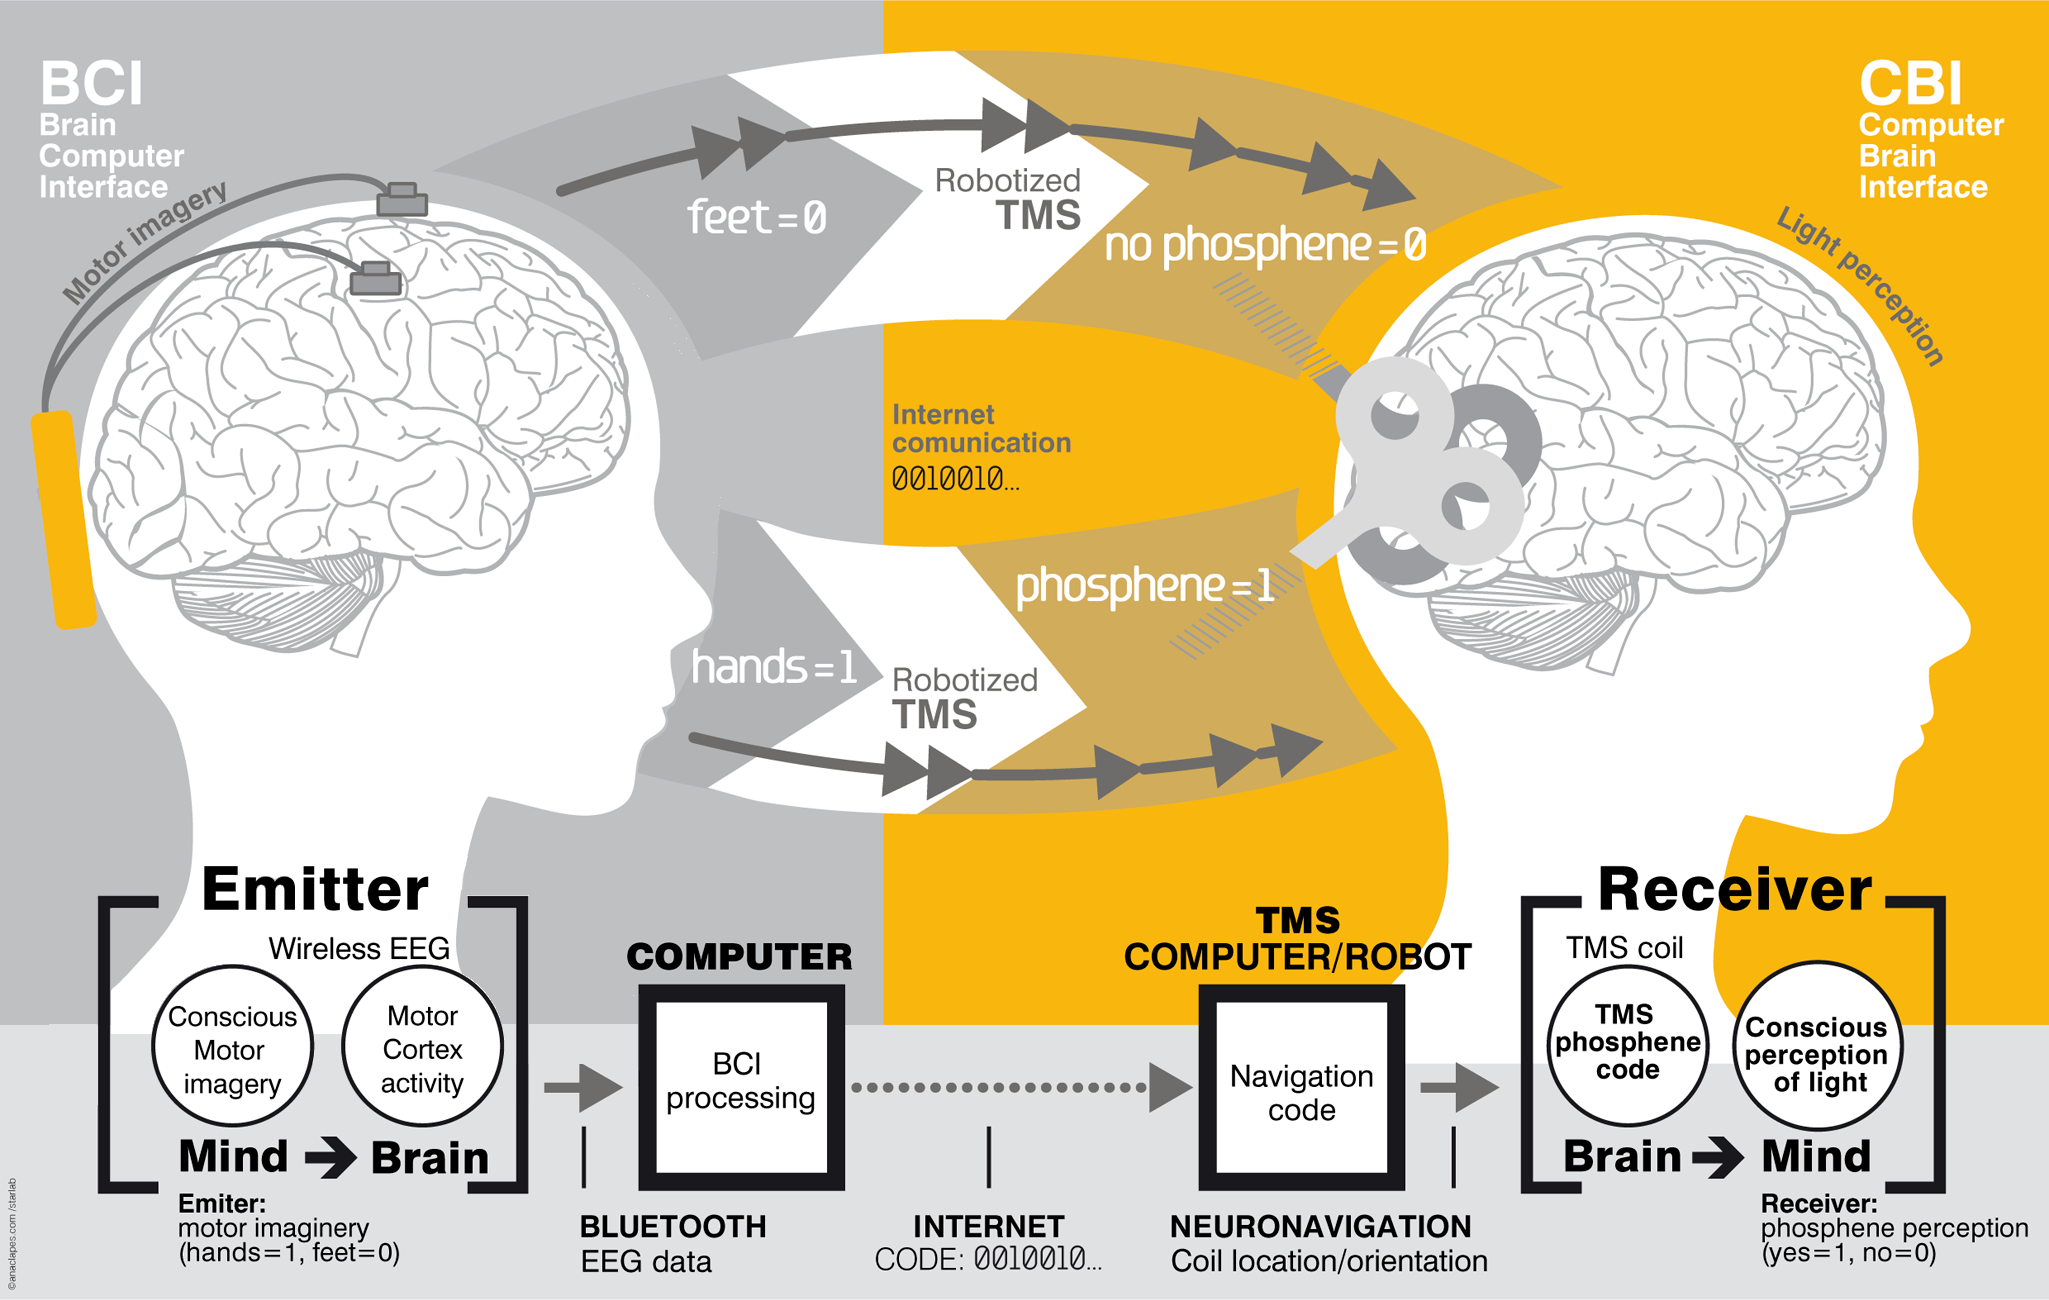 BCI
Brain
Computer
Interface
Motor imagery
feet=0
Robotized
TMS
no phosphene=0
CBI
Computer
Brain
Interface
Light perception
Internet
comunication
0010010...
phosphene=1
hands=1
Robotized
TMS
Emitter
Wireless EEG
Conscious
Motor
imagery
Motor
Cortex
activity
Mind
Brain
Emiter:
motor imaginery
(hands=1, feet=0)
COMPUTER
BCI
processing
BLUETOOTH
EEG data
INTERNET
CODE: 0010010...
TMS
COMPUTER/ROBOT
Navigation
code
NEURONAVIGATION
Coil location/orientation
Receiver
TMS coil
TMS
phosphene
code
Conscious
perception
of light
Brain
Mind
Receiver:
phosphene perception
(yes=1, no=0)
©anaclapes.com /starlab